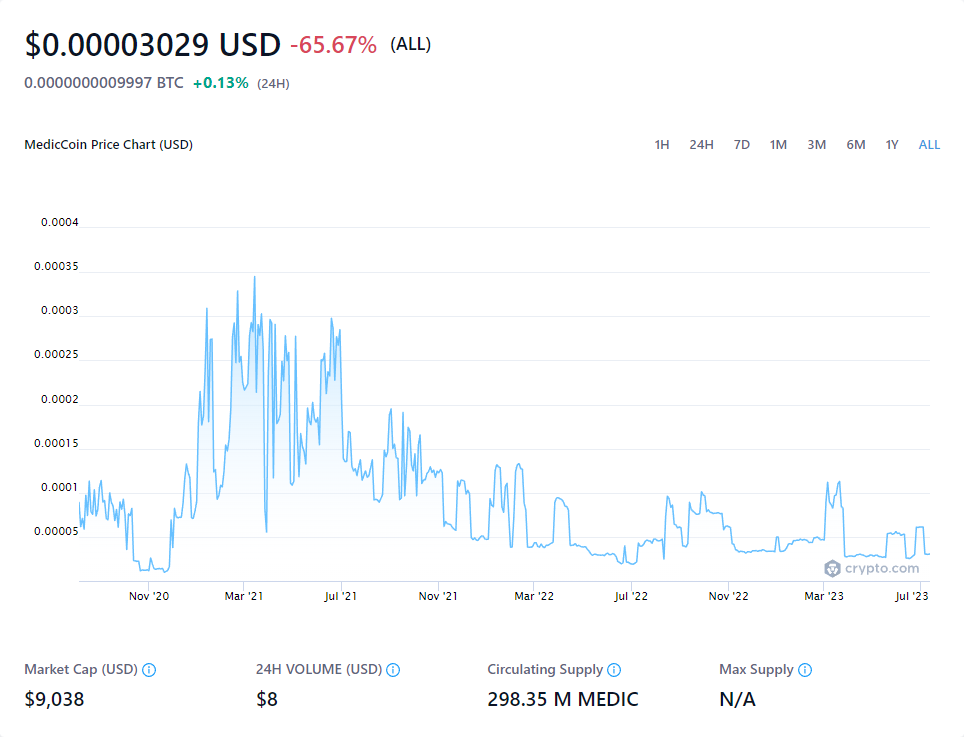 $0.00003029 USD -65.67% (ALL)
0.0000000009997 BTC +0.13% (24H)
MedicCoin Price Chart (USD) 1H 24H 7D 1M 3M 6M 1Y ALL
0.0004
0.00035
0.0003
0.00025
0.0002
0.00015
0.0001
0.00005
crypto.com
Nov '20 Mar '21 Jul '21 Nov '21 Mar '22 Jul '22 Nov '22 Mar '23 Jul '23
Market Cap (USD) 24H VOLUME (USD) Circulating Supply Max Supply
$9,038 $8 298.35 M MEDIC N/A